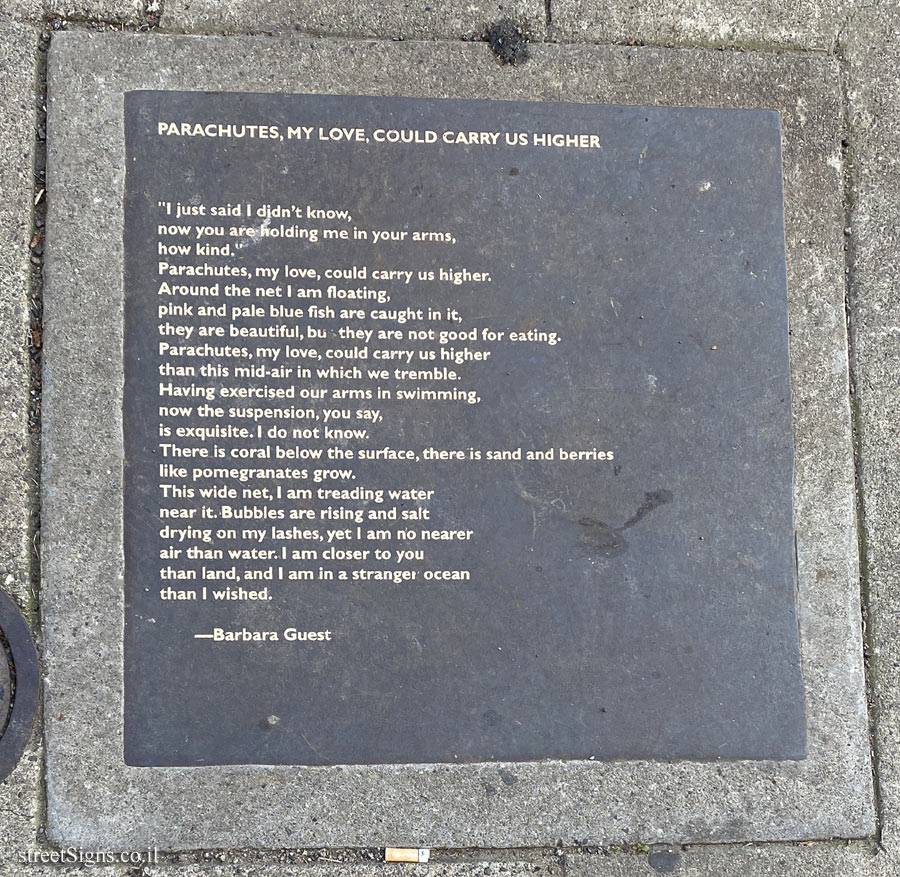 PARACHUTES, MY LOVE, COULD CARRY US HIGHER
"I just said I didn't know,
now you are holding me in your arms,
how kind."
Parachutes, my love, could carry us higher.
Around the net I am floating,
pink and pale blue fish are caught in it,
they are beautiful, bu they are not good for eating.
Parachutes, my love, could carry us higher
than this mid-air in which we tremble.
Having exercised our arms in swimming,
now the suspension, you say,
is exquisite. I do not know.
There is coral below the surface, there is sand and berries
like pomegranates grow.
This wide net, I am treading water
near it. Bubbles are rising and salt
drying on my lashes, yet I am no nearer
air than water. I am closer to you
than land, and I am in a stranger ocean
than I wished.
—Barbara Guest
streetSigns.co.il